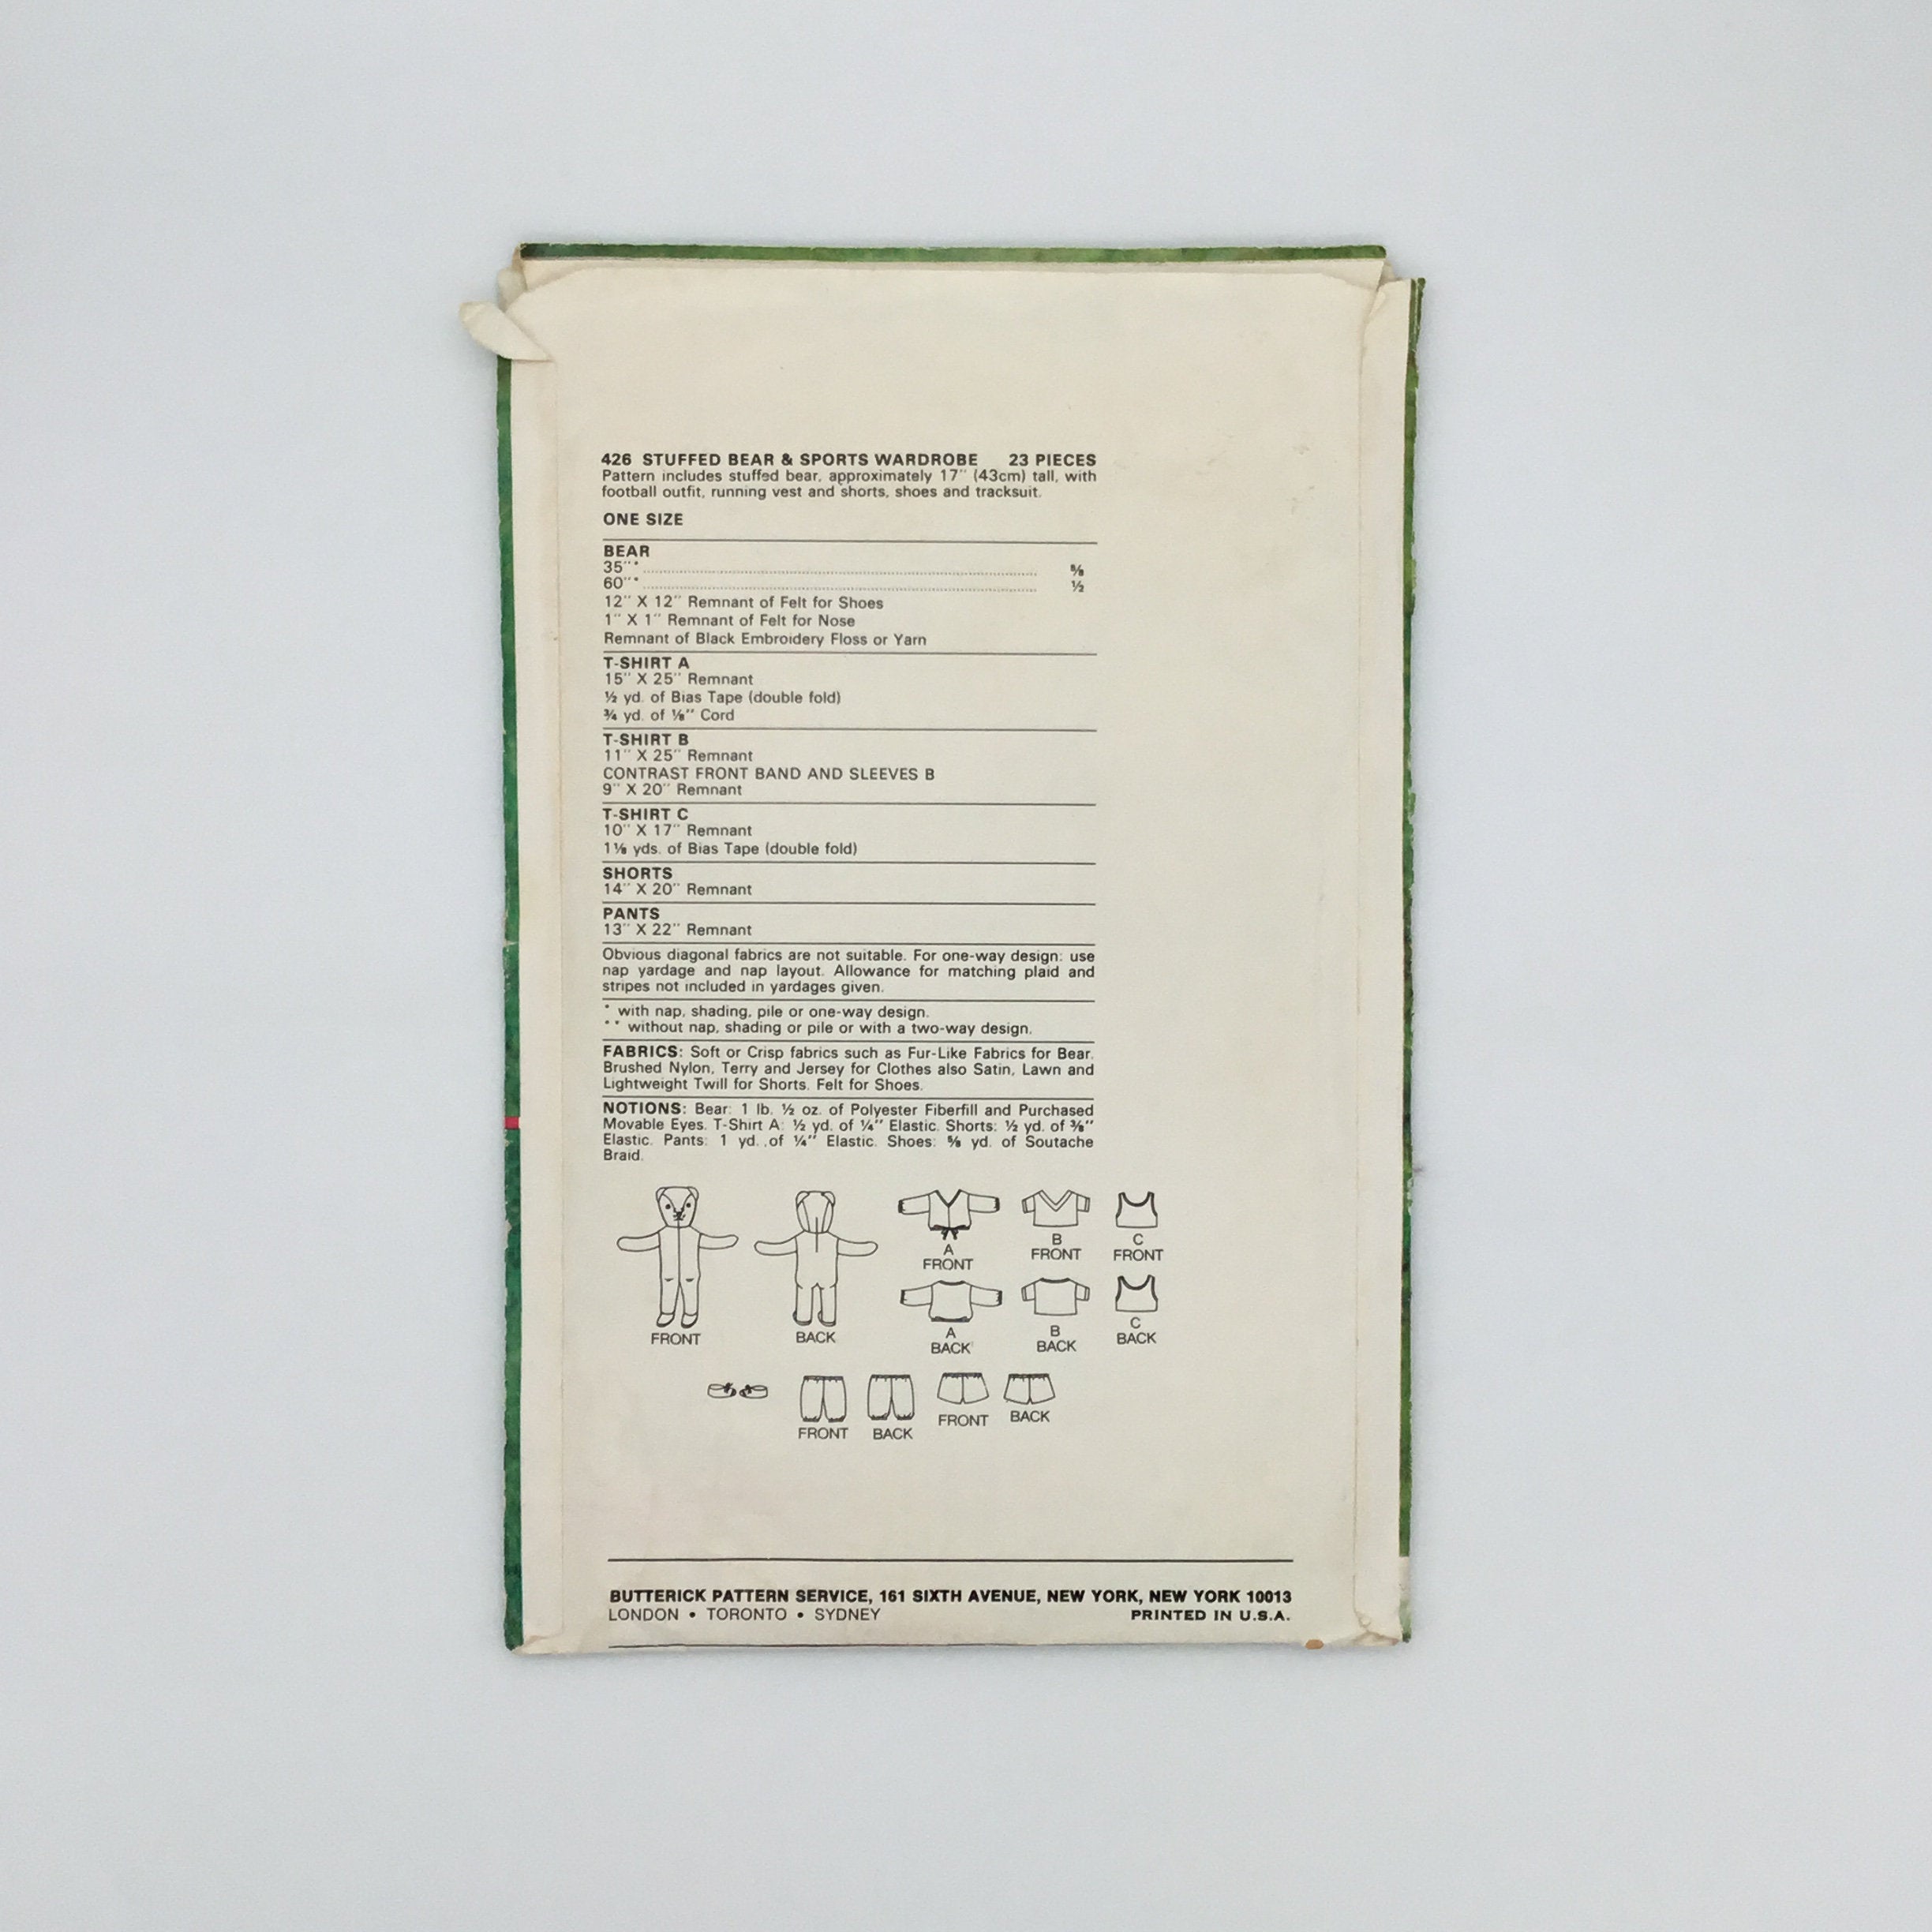 426 STUFFED BEAR & SPORTS WARDROBE 23 PIECES
Pattern includes stuffed bear, approximately 17" (43cm) tall, with
football outfit, running vest and shorts, shoes and tracksuit.
ONE SIZE
BEAR
35"* ⅝
60"* ½
12" X 12" Remnant of Felt for Shoes
1" X 1" Remnant of Felt for Nose
Remnant of Black Embroidery Floss or Yarn
T-SHIRT A
15" X 25" Remnant
½ yd. of Bias Tape (double fold)
¾ yd. of ⅛" Cord
T-SHIRT B
11" X 25" Remnant
CONTRAST FRONT BAND AND SLEEVES B
9" X 20" Remnant
T-SHIRT C
10" X 17" Remnant
1⅛ yds. of Bias Tape (double fold)
SHORTS
14" X 20" Remnant
PANTS
13" X 22" Remnant
Obvious diagonal fabrics are not suitable. For one-way design: use
nap yardage and nap layout. Allowance for matching plaid and
stripes not included in yardages given.
* with nap, shading, pile or one-way design.
** without nap, shading or pile or with a two-way design.
FABRICS: Soft or Crisp fabrics such as Fur-Like Fabrics for Bear.
Brushed Nylon, Terry and Jersey for Clothes also Satin, Lawn and
Lightweight Twill for Shorts. Felt for Shoes.
NOTIONS: Bear: 1 lb. ½ oz. of Polyester Fiberfill and Purchased
Movable Eyes. T-Shirt A: ½ yd. of ¼" Elastic. Shorts: ½ yd. of ⅜"
Elastic. Pants: 1 yd. of ¼" Elastic. Shoes: ⅝ yd. of Soutache
Braid.
FRONT
BACK
A
FRONT
B
FRONT
C
FRONT
A
BACK
B
BACK
C
BACK
FRONT
BACK
FRONT
BACK
BUTTERICK PATTERN SERVICE, 161 SIXTH AVENUE, NEW YORK, NEW YORK 10013
LONDON • TORONTO • SYDNEY PRINTED IN U.S.A.